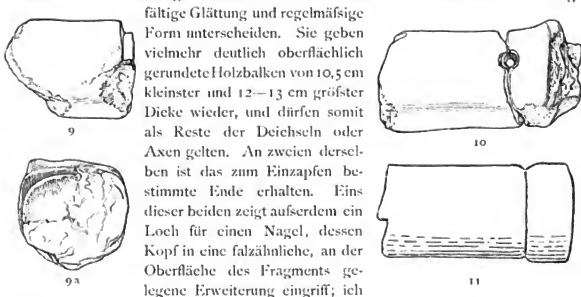 fältige Glättung und regelmäfsige
Form unterscheiden. Sie geben
vielmehr deutlich oberflächlich
gerundete Holzbalken von 10,5 cm
kleinster und 12—13 cm gröfster
Dicke wieder, und dürfen somit
als Reste der Deichseln oder
Axen gelten. An zweien dersel-
ben ist das zum Einzapfen be-
stimmte Ende erhalten. Eins
dieser beiden zeigt aufserdem ein
Loch für einen Nagel, dessen
Kopf in eine falzähnliche, an der
Oberfläche des Fragments ge-
legene Erweiterung eingriff; ich
9
9a
10
11